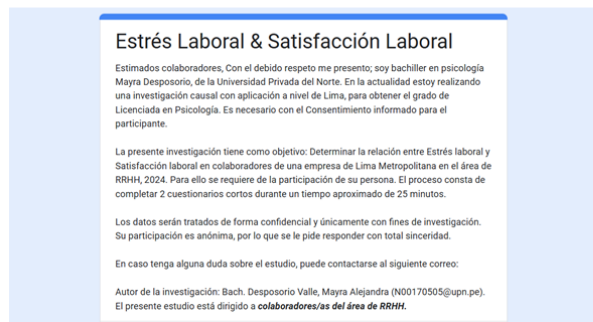 Estrés Laboral & Satisfacción Laboral
Estimados colaboradores, Con el debido respeto me presento; soy bachiller en psicología
Mayra Desposorio, de la Universidad Privada del Norte. En la actualidad estoy realizando
una investigación causal con aplicación a nivel de Lima, para obtener el grado de
Licenciada en Psicología. Es necesario con el Consentimiento informado para el
participante.
La presente investigación tiene como objetivo: Determinar la relación entre Estrés laboral y
Satisfacción laboral en colaboradores de una empresa de Lima Metropolitana en el área de
RRHH, 2024. Para ello se requiere de la participación de su persona. El proceso consta de
completar 2 cuestionarios cortos durante un tiempo aproximado de 25 minutos.
Los datos serán tratados de forma confidencial y únicamente con fines de investigación.
Su participación es anónima, por lo que se le pide responder con total sinceridad.
En caso tenga alguna duda sobre el estudio, puede contactarse al siguiente correo:
Autor de la investigación: Bach. Desposorio Valle, Mayra Alejandra (N00170505@upn.pe).
El presente estudio está dirigido a colaboradores/as del área de RRHH.